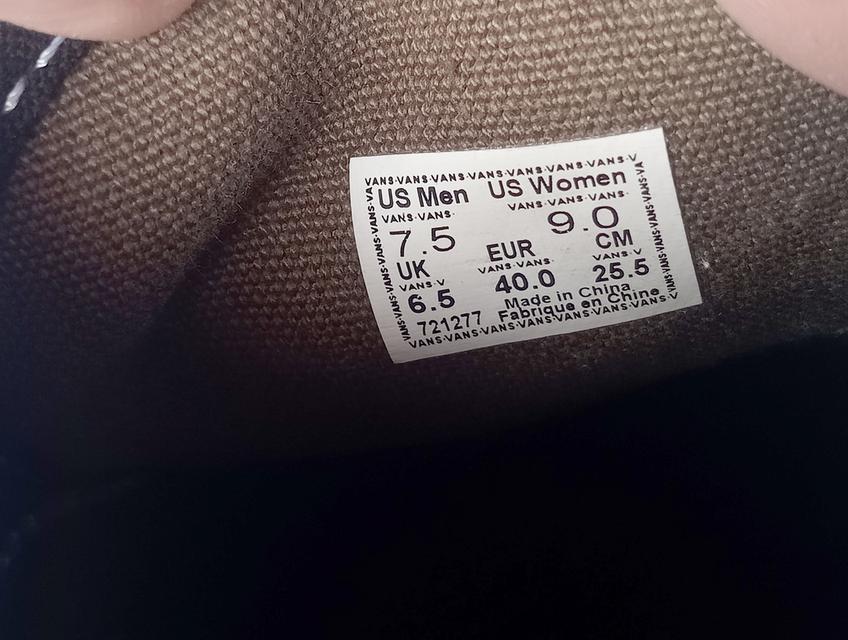 VANS·VANS·VANS·VANS·VANS·VANS·VANS·V
US Men US Women
VANS·VANS· VANS·VANS·VANS·V
7.5 9.0
UK EUR CM
VANS·V VANS·VANS· VANS·V
6.5 40.0 25.5
Made in China
721277 Fabrique en Chine
VANS·VANS·VANS·VANS·VANS·VANS·VANS·V